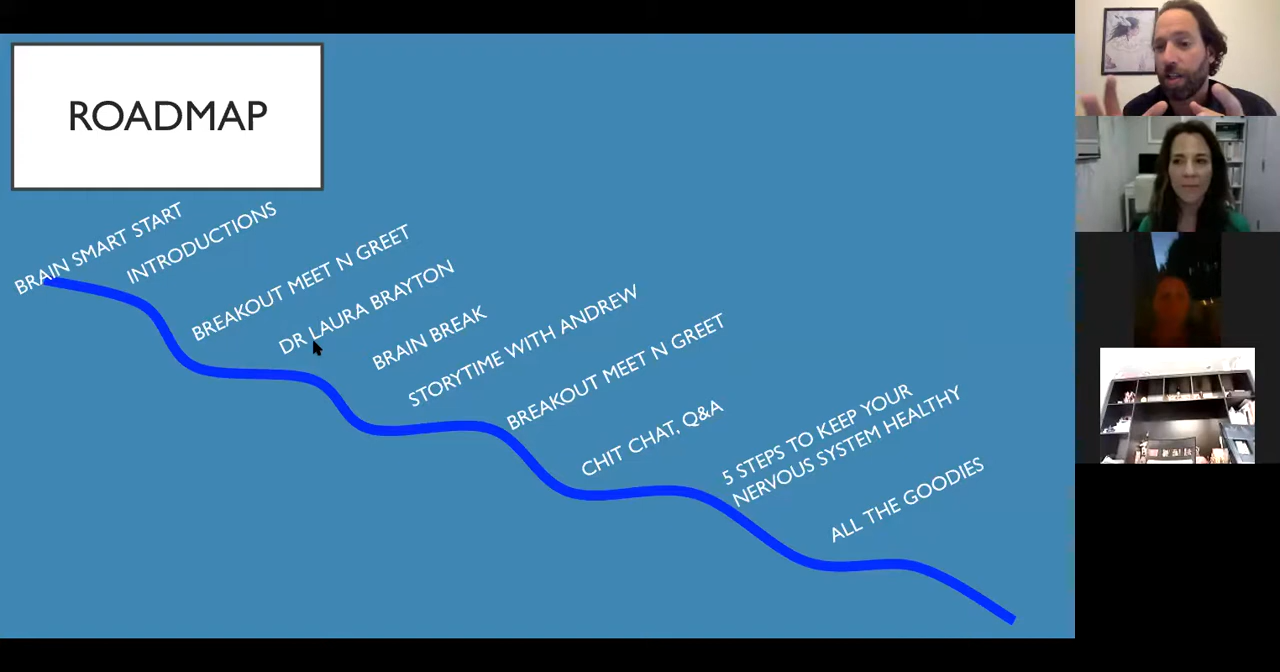 ROADMAP
BRAIN SMART START
INTRODUCTIONS
BREAKOUT MEET N GREET
DR LAURA BRAYTON
BRAIN BREAK
STORYTIME WITH ANDREW
BREAKOUT MEET N GREET
CHIT CHAT, Q&A
5 STEPS TO KEEP YOUR
NERVOUS SYSTEM HEALTHY
ALL THE GOODIES